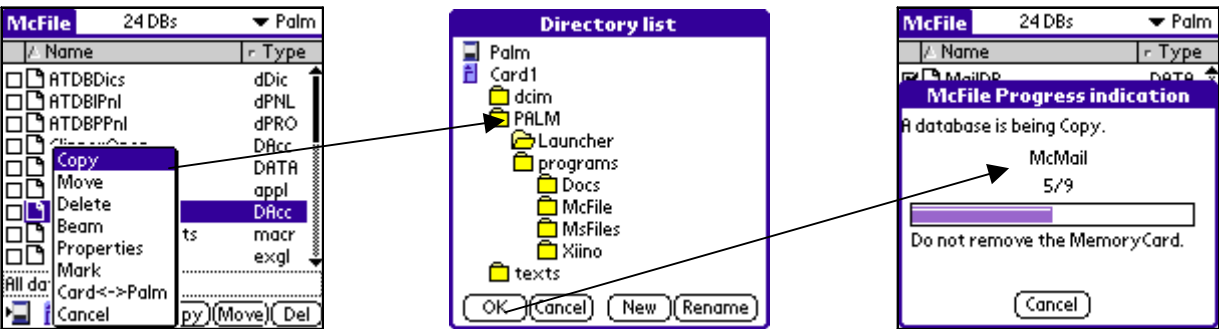 McFile 24 DBs Palm
Name Type
ATDBDics dDic
ATDBIPnl dPNL
ATDBPPnl dPRO
DAcc
Copy DATA
Move appl
Delete DAcc
Beam ts macr
Properties exgl
Mark
All da
Card<->Palm
Cancel py Move Del
Directory list
Palm
Card1
dcim
PALM
Launcher
programs
Docs
McFile
MsFiles
Xiino
texts
OK Cancel New Rename
McFile 24 DBs Palm
Name Type
MailDB DATA
McFile Progress indication
A database is being Copy.
McMail
5/9
Do not remove the MemoryCard.
Cancel